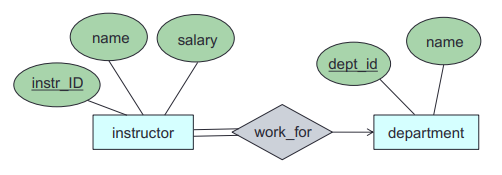 name
salary
name
instr_ID
dept_id
instructor
work_for
department